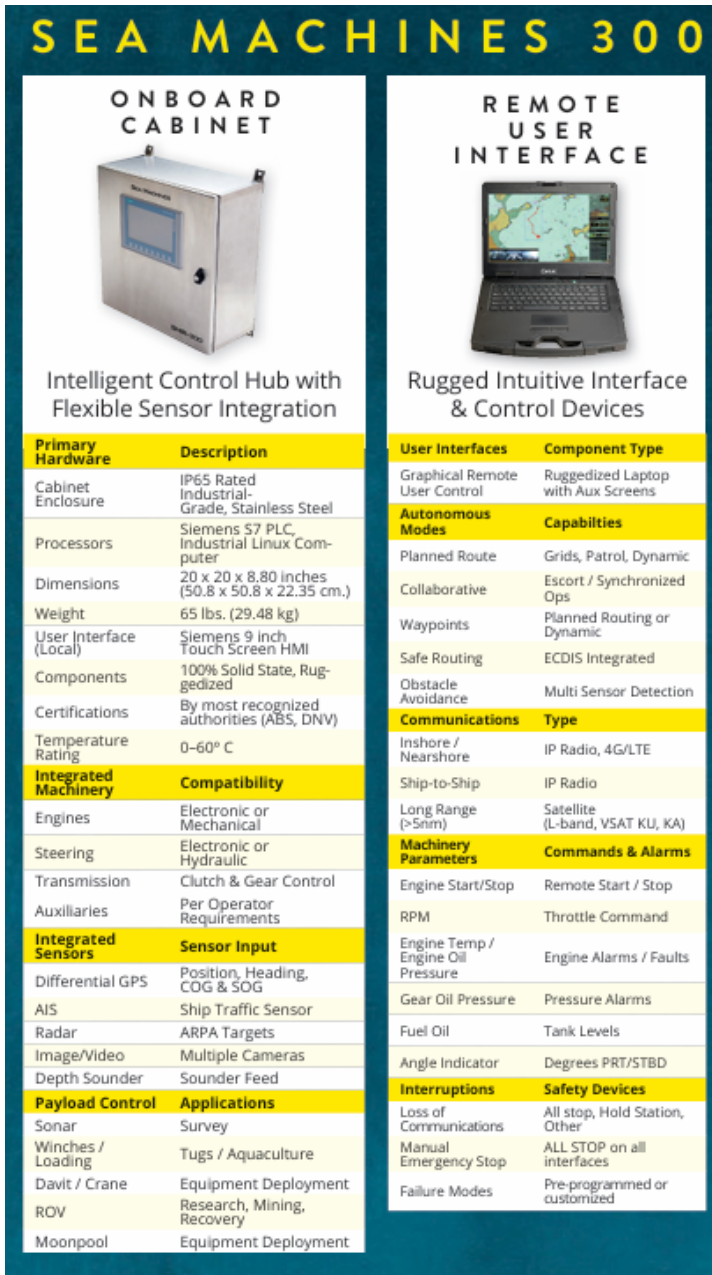 SEA MACHINES 300
ONBOARD
CABINET
SEA MACHINES
Intelligent Control Hub with
Flexible Sensor Integration
Primary
Hardware
Description
Cabinet
Enclosure
IP65 Rated
Industrial-
Grade, Stainless Steel
Processors
Siemens S7 PLC,
Industrial Linux Com-
puter
Dimensions
20 x 20 x 8.80 inches
(50.8 x 50.8 x 22.35 cm.)
Weight
65 lbs. (29.48 kg)
User Interface
(Local)
Siemens 9 inch
Touch Screen HMI
Components
100% Solid State, Rug-
gedized
Certifications
By most recognized
authorities (ABS, DNV)
Temperature
Rating
0–60° C
Integrated
Machinery
Compatibility
Engines
Electronic or
Mechanical
Steering
Electronic or
Hydraulic
Transmission
Clutch & Gear Control
Auxiliaries
Per Operator
Requirements
Integrated
Sensors
Sensor Input
Differential GPS
Position, Heading,
COG & SOG
AIS
Ship Traffic Sensor
Radar
ARPA Targets
Image/Video
Multiple Cameras
Depth Sounder
Sounder Feed
Payload Control
Applications
Sonar
Survey
Winches /
Loading
Tugs / Aquaculture
Davit / Crane
Equipment Deployment
ROV
Research, Mining,
Recovery
Moonpool
Equipment Deployment
REMOTE
USER
INTERFACE
Rugged Intuitive Interface
& Control Devices
User Interfaces
Component Type
Graphical Remote
User Control
Ruggedized Laptop
with Aux Screens
Autonomous
Modes
Capabilties
Planned Route
Grids, Patrol, Dynamic
Collaborative
Escort / Synchronized
Ops
Waypoints
Planned Routing or
Dynamic
Safe Routing
ECDIS Integrated
Obstacle
Avoidance
Multi Sensor Detection
Communications
Type
Inshore /
Nearshore
IP Radio, 4G/LTE
Ship-to-Ship
IP Radio
Long Range
(>5nm)
Satellite
(L-band, VSAT KU, KA)
Machinery
Parameters
Commands & Alarms
Engine Start/Stop
Remote Start / Stop
RPM
Throttle Command
Engine Temp /
Engine Oil
Pressure
Engine Alarms / Faults
Gear Oil Pressure
Pressure Alarms
Fuel Oil
Tank Levels
Angle Indicator
Degrees PRT/STBD
Interruptions
Safety Devices
Loss of
Communications
All stop, Hold Station,
Other
Manual
Emergency Stop
ALL STOP on all
interfaces
Failure Modes
Pre-programmed or
customized